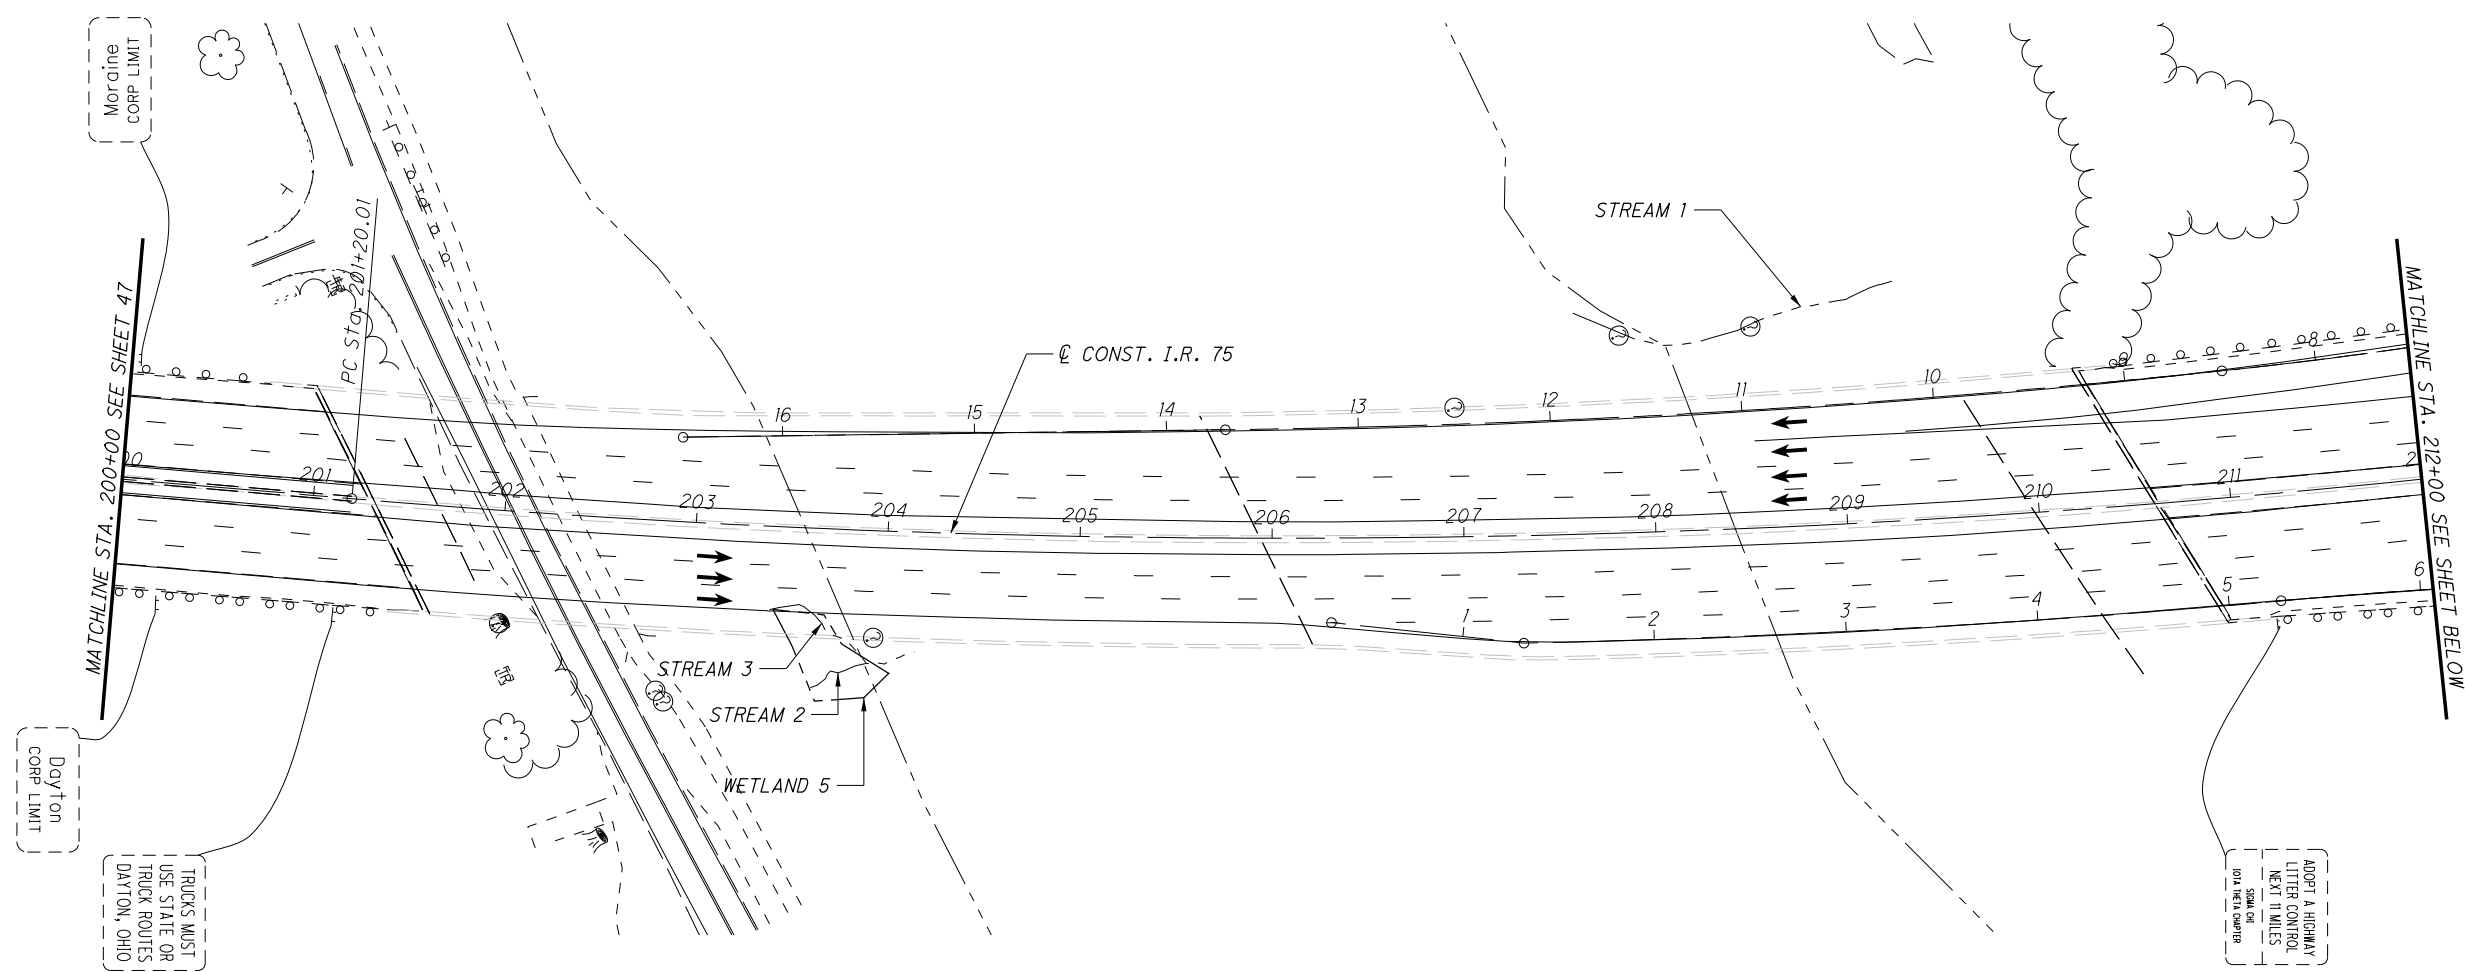 Moraine
CORP LIMIT
MATCHLINE STA. 200+00 SEE SHEET 47
PC Sta. 201+20.01
STREAM 1
℄ CONST. I.R. 75
MATCHLINE STA. 212+00 SEE SHEET BELOW
16
15
14
13
12
11
10
9
8
00
201
202
203
204
205
206
207
208
209
210
211
2
1
2
3
4
5
6
STREAM 3
STREAM 2
WETLAND 5
Dayton
CORP LIMIT
TRUCKS MUST
USE STATE OR
TRUCK ROUTES
DAYTON, OHIO
ADOPT A HIGHWAY
LITTER CONTROL
NEXT 11 MILES
SIGMA CHI
IOTA THETA CHAPTER